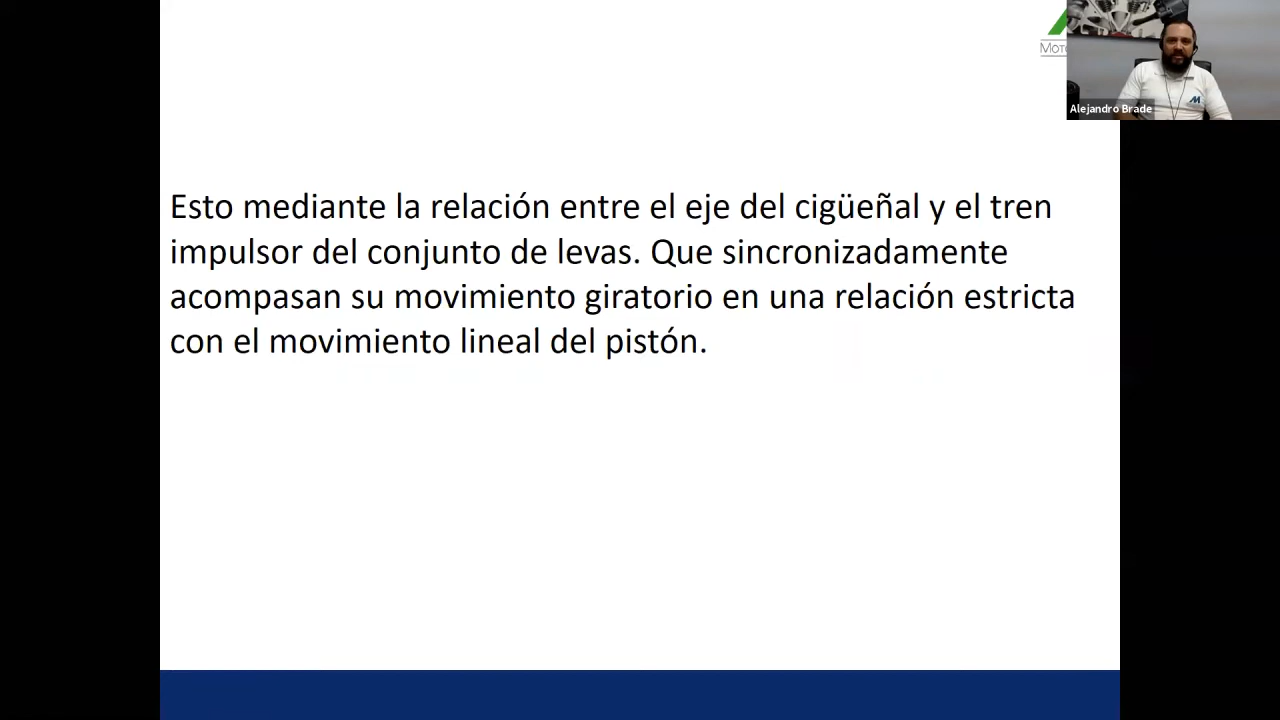 Alejandro Brade
Esto mediante la relación entre el eje del cigüeñal y el tren
impulsor del conjunto de levas. Que sincronizadamente
acompasan su movimiento giratorio en una relación estricta
con el movimiento lineal del pistón.